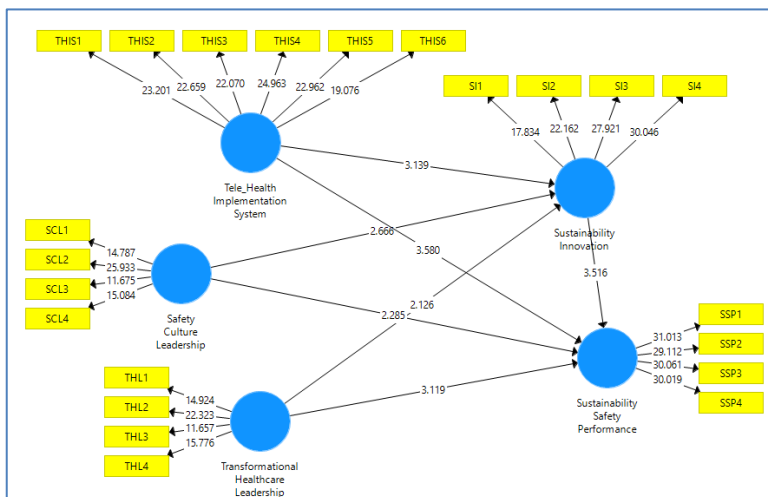 THIS1 THIS2 THIS3 THIS4 THIS5 THIS6
23.201 22.659 22.070 24.963 22.962 19.076
SI1 SI2 SI3 SI4
17.834 22.162 27.921 30.046
Tele_Health
Implementation
System
3.139
Sustainability
Innovation
SCL1
SCL2
SCL3
SCL4
14.787
25.933
11.675
15.084
2.666
3.580
3.516
Safety
Culture
Leadership
2.126
2.285
SSP1
SSP2
SSP3
SSP4
31.013
29.112
30.061
30.019
Sustainability
Safety
Performance
THL1
THL2
THL3
THL4
14.924
22.323
11.657
15.776
3.119
Transformational
Healthcare
Leadership